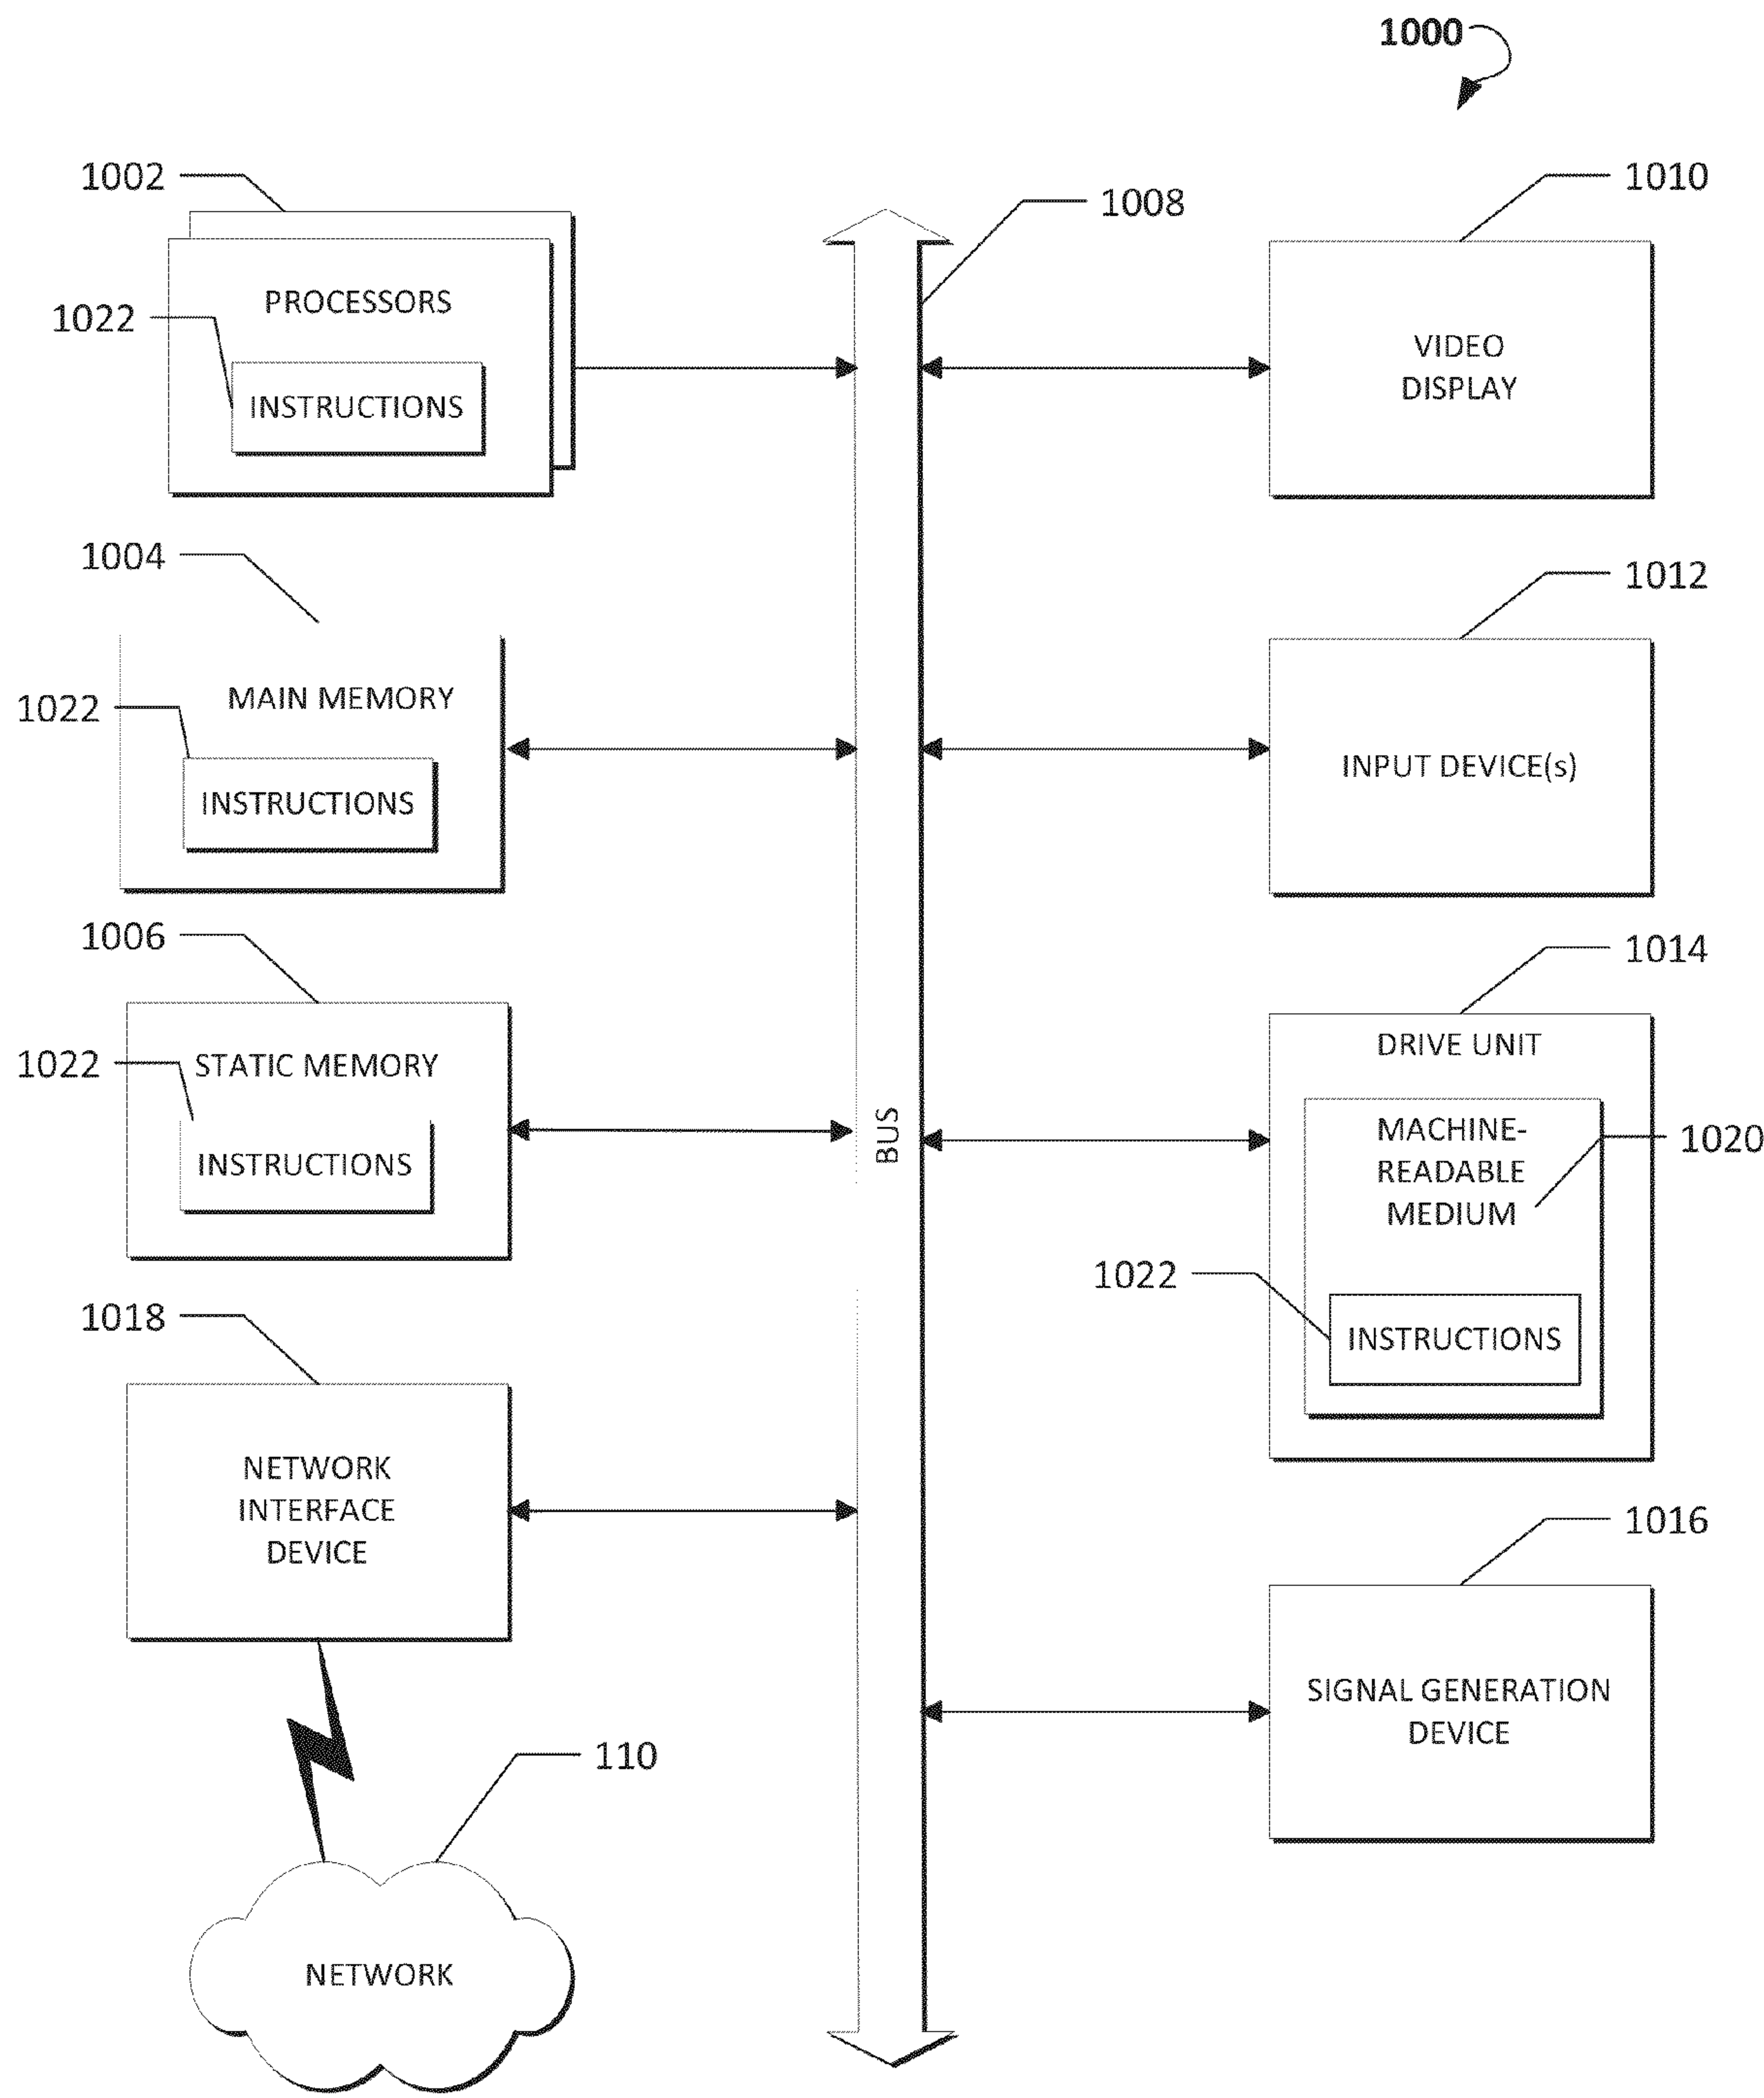 1000
1002
PROCESSORS
1022
INSTRUCTIONS
1004
MAIN MEMORY
1022
INSTRUCTIONS
1006
STATIC MEMORY
1022
INSTRUCTIONS
1018
NETWORK
INTERFACE
DEVICE
110
NETWORK
1008
BUS
1010
VIDEO
DISPLAY
1012
INPUT DEVICE(s)
1014
DRIVE UNIT
MACHINE-
READABLE
MEDIUM
1020
1022
INSTRUCTIONS
1016
SIGNAL GENERATION
DEVICE